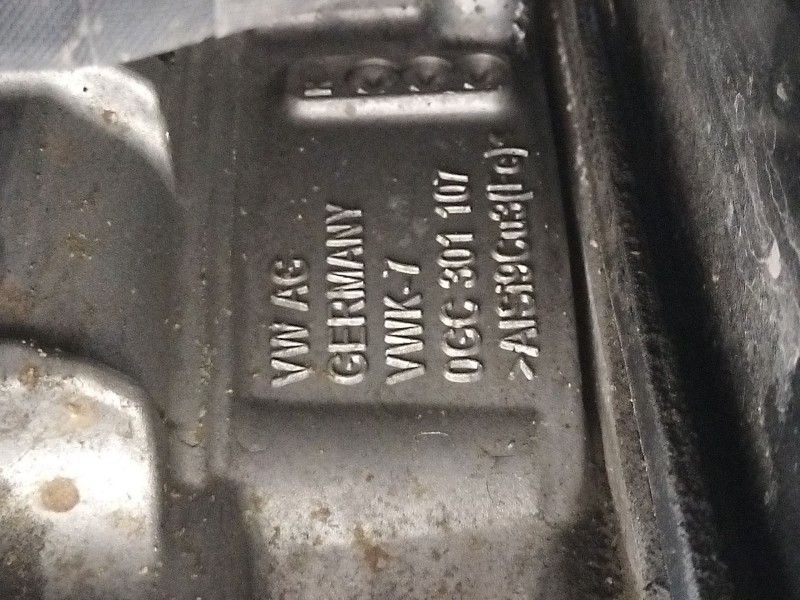 VW AG
GERMANY
VWK-7
0GC 301 107
>AlSi9Cu3(Fe)<